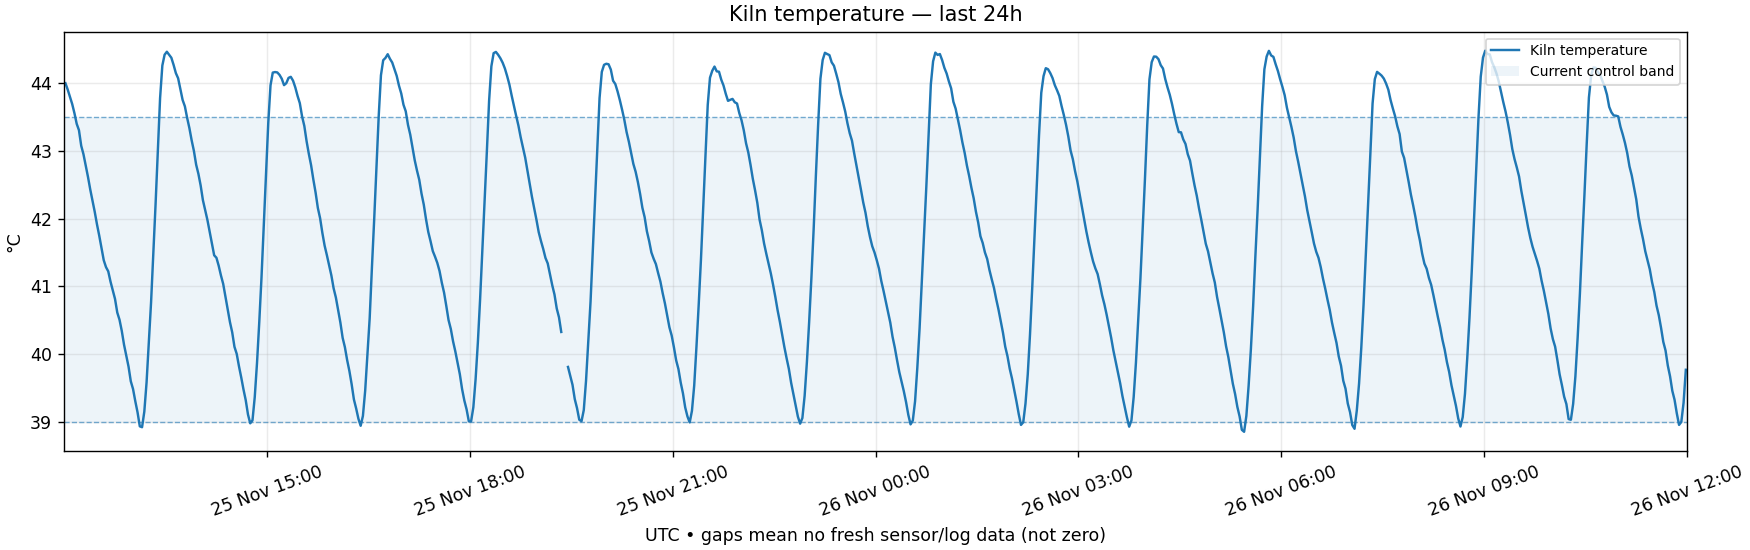 Kiln temperature — last 24h
Kiln temperature
Current control band
°C
44
43
42
41
40
39
25 Nov 15:00
25 Nov 18:00
25 Nov 21:00
26 Nov 00:00
26 Nov 03:00
26 Nov 06:00
26 Nov 09:00
26 Nov 12:00
UTC • gaps mean no fresh sensor/log data (not zero)